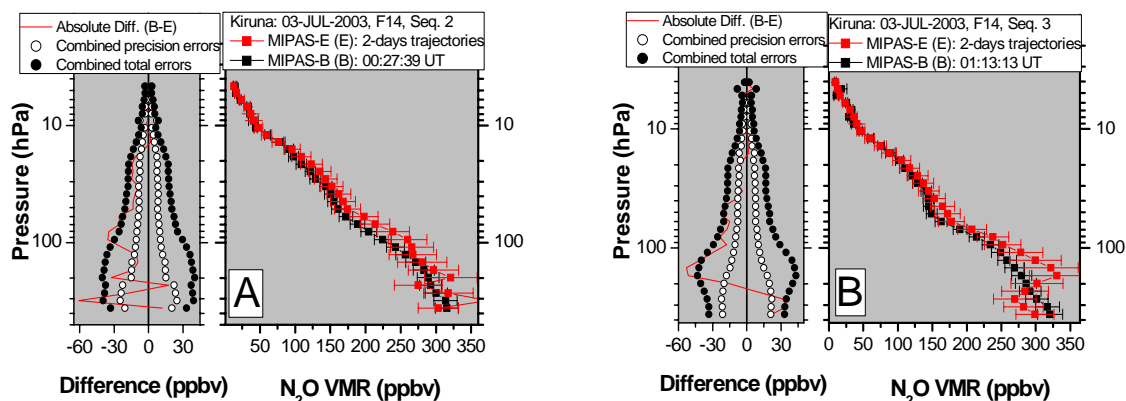 Absolute Diff. (B-E)
Combined precision errors
Combined total errors
Kiruna: 03-JUL-2003, F14, Seq. 2
MIPAS-E (E): 2-days trajectories
MIPAS-B (B): 00:27:39 UT
Pressure (hPa)
10
100
10
100
A
-60 -30 0 30
50 100 150 200 250 300 350
Difference (ppbv)
N2O VMR (ppbv)
Absolute Diff. (B-E)
Combined precision errors
Combined total errors
Kiruna: 03-JUL-2003, F14, Seq. 3
MIPAS-E (E): 2-days trajectories
MIPAS-B (B): 01:13:13 UT
Pressure (hPa)
10
100
10
100
B
-60 -30 0 30
0 50 100 150 200 250 300 350
Difference (ppbv)
N2O VMR (ppbv)